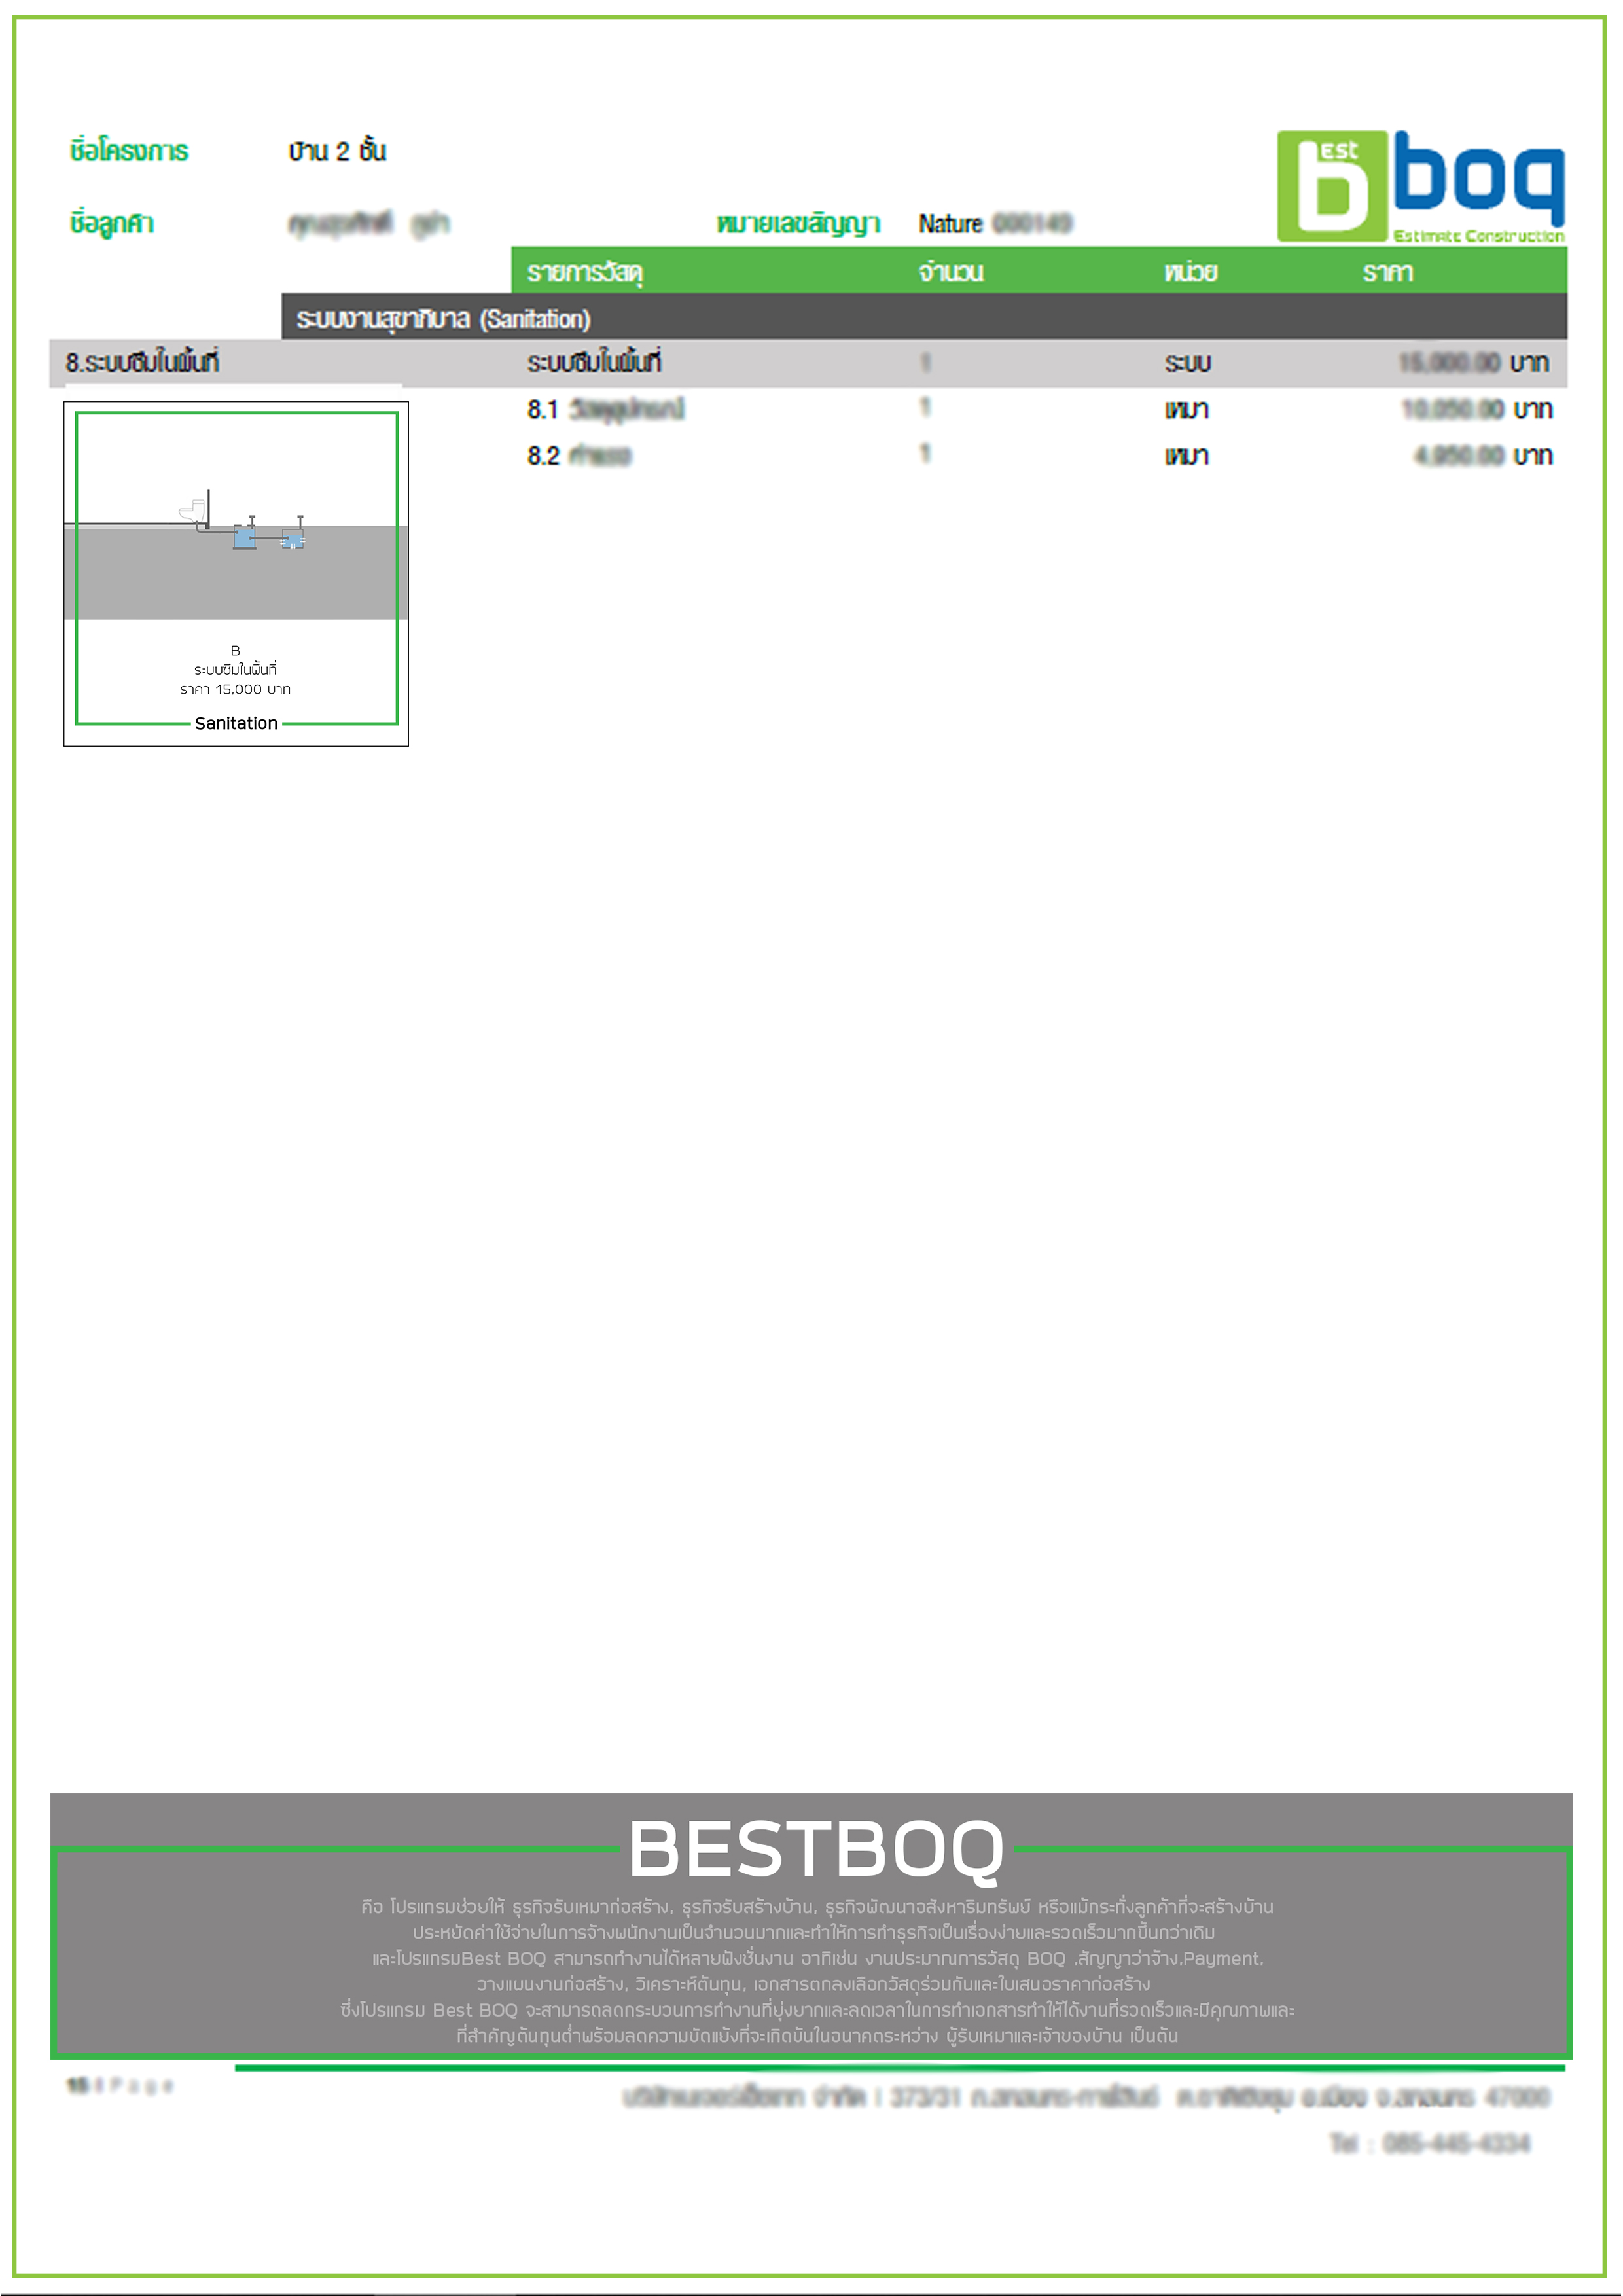 ชื่อโครงการ บ้าน 2 ชั้น
est b boq
Estimate Construction
ชื่อลูกค้า หมายเลขสัญญา Nature
รายการวัสดุ จำนวน หน่วย ราคา
ระบบงานสุขาภิบาล (Sanitation)
8.ระบบซึมในพื้นที่ ระบบซึมในพื้นที่ 1 ระบบ 15,000.00 บาท
8.1 1 เหมา บาท
8.2 1 เหมา บาท
B
ระบบซึมในพื้นที่
ราคา 15,000 บาท
Sanitation
BESTBOQ
คือ โปรแกรมช่วยให้ ธุรกิจรับเหมาก่อสร้าง, ธุรกิจรับสร้างบ้าน, ธุรกิจพัฒนาอสังหาริมทรัพย์ หรือแม้กระทั่งลูกค้าที่จะสร้างบ้าน
ประหยัดค่าใช้จ่ายในการจ้างพนักงานเป็นจำนวนมากและทำให้การทำธุรกิจเป็นเรื่องง่ายและรวดเร็วมากขึ้นกว่าเดิม
และโปรแกรมBest BOQ สามารถทำงานได้หลายฟังชั่นงาน อาทิเช่น งานประมาณการวัสดุ BOQ ,สัญญาว่าจ้าง,Payment,
วางแผนงานก่อสร้าง, วิเคราะห์ต้นทุน, เอกสารตกลงเลือกวัสดุร่วมกันและใบเสนอราคาก่อสร้าง
ซึ่งโปรแกรม Best BOQ จะสามารถลดกระบวนการทำงานที่ยุ่งยากและลดเวลาในการทำเอกสารทำให้ได้งานที่รวดเร็วและมีคุณภาพและ
ที่สำคัญต้นทุนต่ำพร้อมลดความขัดแย้งที่จะเกิดขึ้นในอนาคตระหว่าง ผู้รับเหมาและเจ้าของบ้าน เป็นต้น